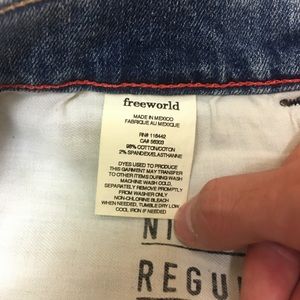 freeworld
MADE IN MEXICO
FABRIQUE AU MEXIQUE
RN# 116442
CA# 56003
98% COTTON/COTON
2% SPANDEX/ELASTHANNE
DYES USED TO PRODUCE
THIS GARMENT MAY TRANSFER
TO OTHER ITEMS DURING WASH
MACHINE WASH COLD,
SEPARATELY REMOVE PROMPTLY
FROM WASHER ONLY
NON-CHLORINE BLEACH
WHEN NEEDED, TUMBLE DRY LOW
COOL IRON IF NEEDED
REGU